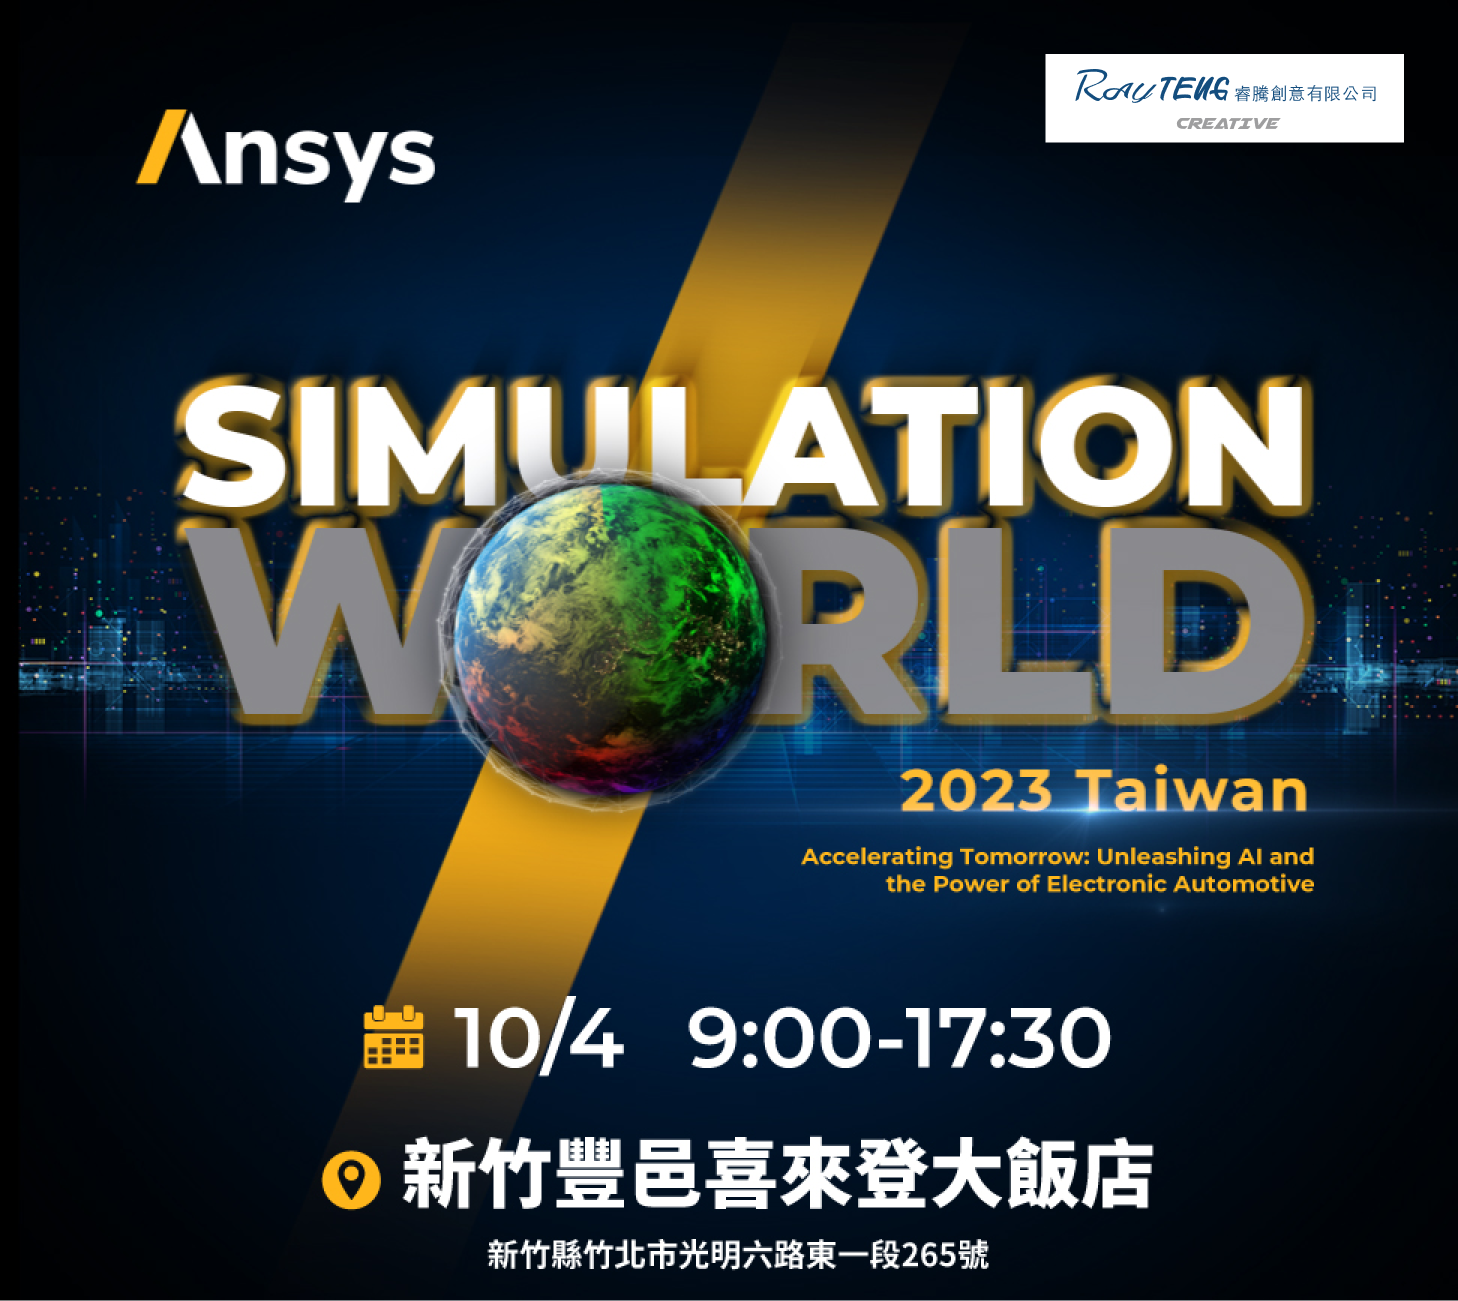 Ansys
RAY TENG 睿騰創意有限公司
CREATIVE
SIMULATION
WORLD
2023 Taiwan
Accelerating Tomorrow: Unleashing AI and
the Power of Electronic Automotive
10/4 9:00-17:30
新竹豐邑喜來登大飯店
新竹縣竹北市光明六路東一段265號